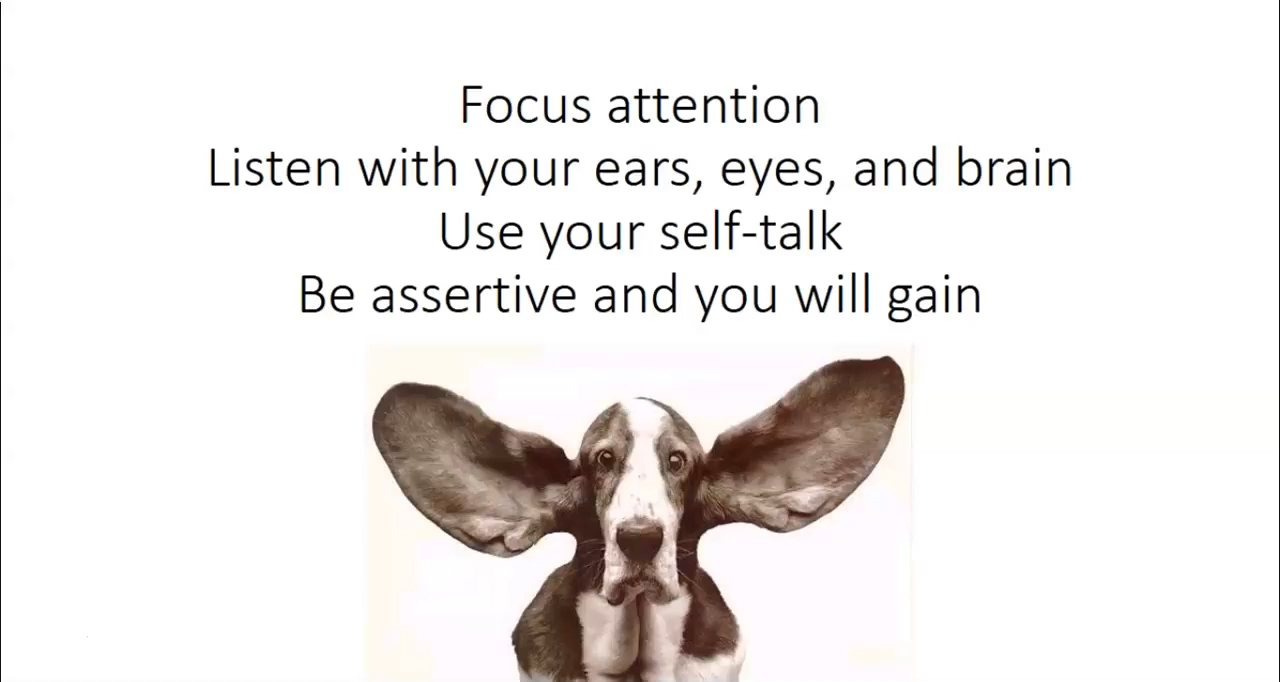 Focus attention
Listen with your ears, eyes, and brain
Use your self-talk
Be assertive and you will gain